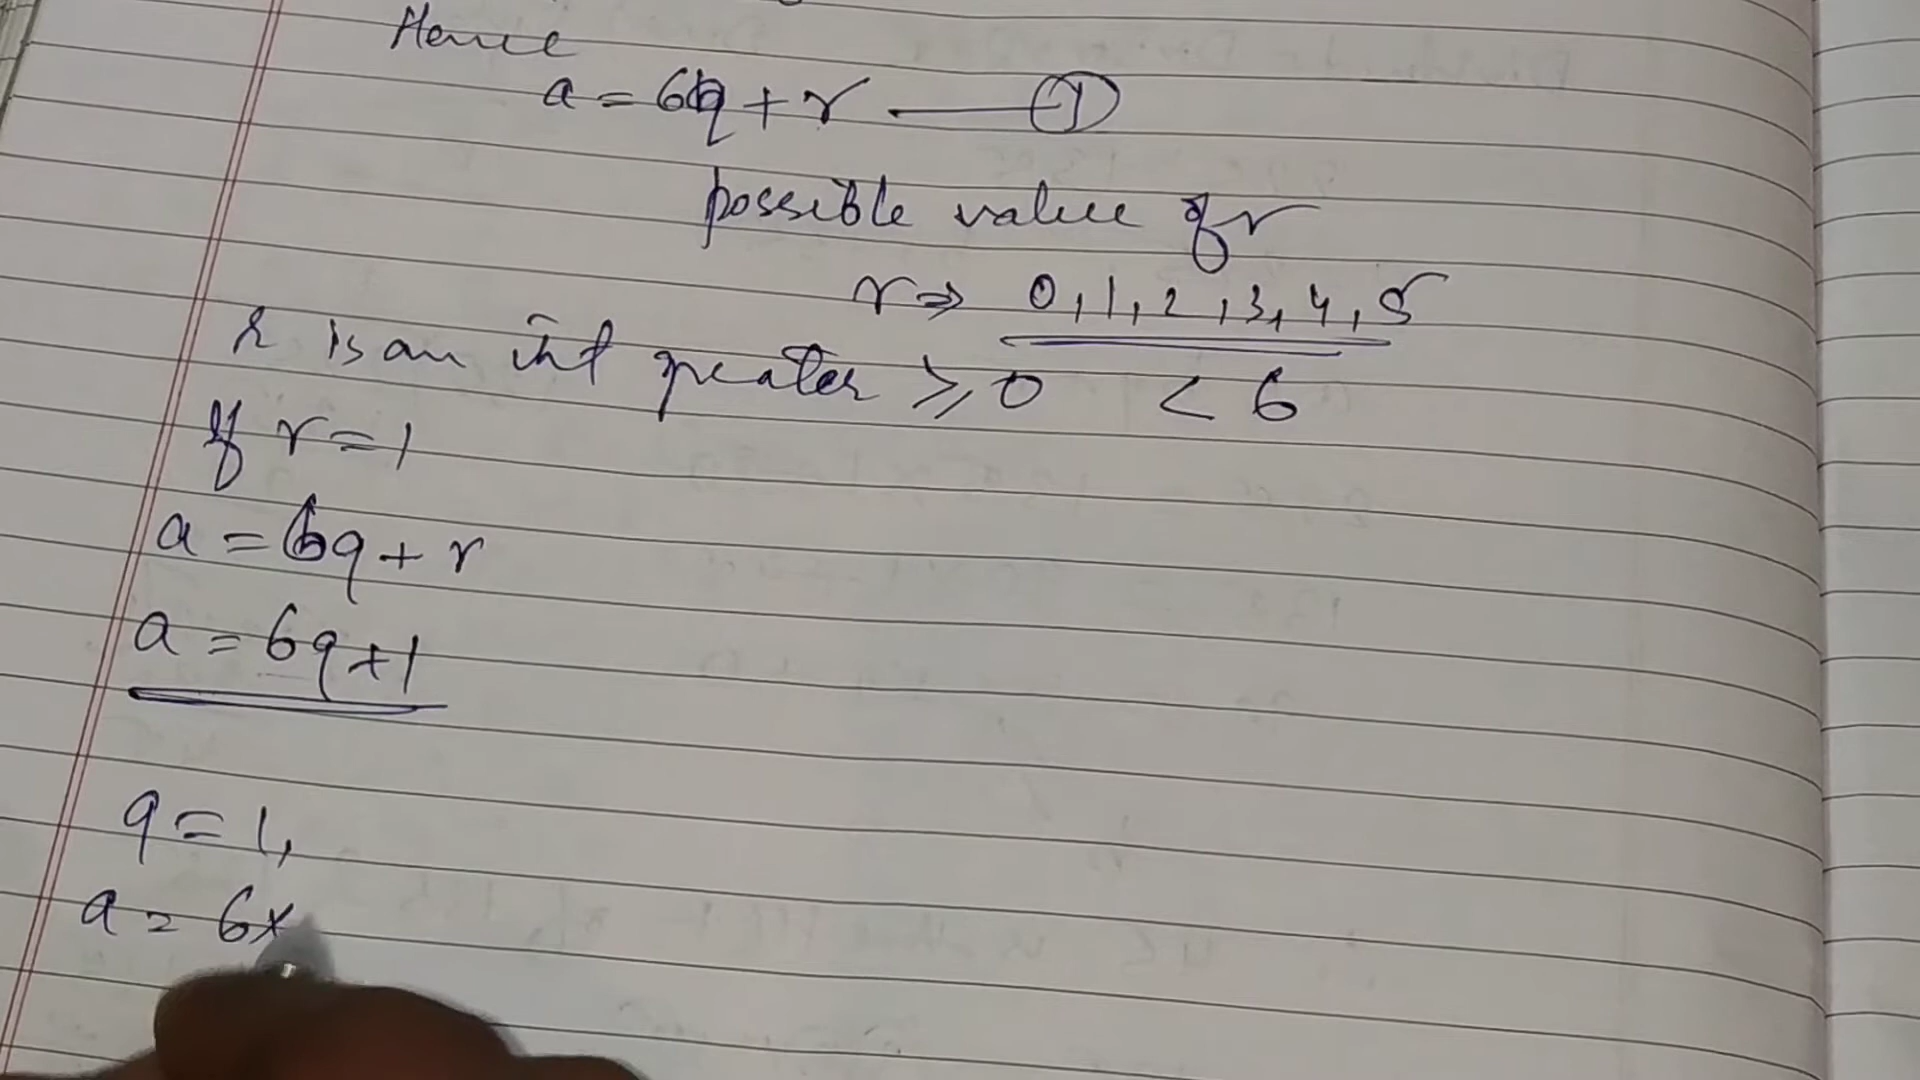 Hence
a = 6q + r — 1
possible value of r
r ⇒ 0, 1, 2, 3, 4, 5
r is an int greater ≥ 0 < 6
If r = 1
a = 6q + r
a = 6q + 1
q = 1,
a = 6×